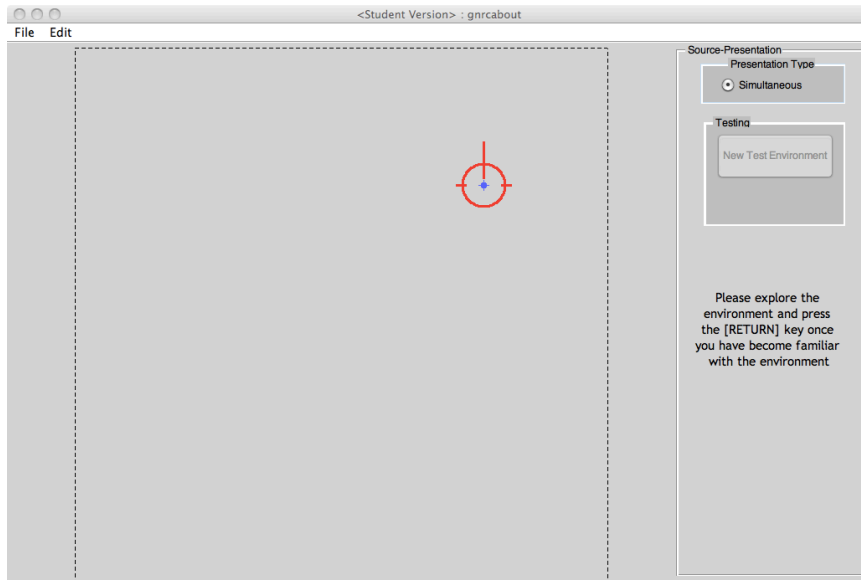 <Student Version> : gnrcabout
File Edit
Source-Presentation
Presentation Type
Simultaneous
Testing
New Test Environment
Please explore the
environment and press
the [RETURN] key once
you have become familiar
with the environment